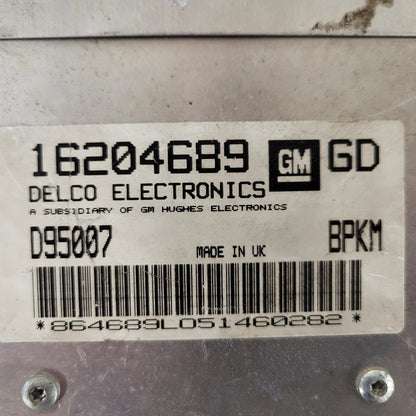 16204689 GM GD
DELCO ELECTRONICS
A SUBSIDIARY OF GM HUGHES ELECTRONICS
D95007 MADE IN UK BPKM
*864689L051460282*